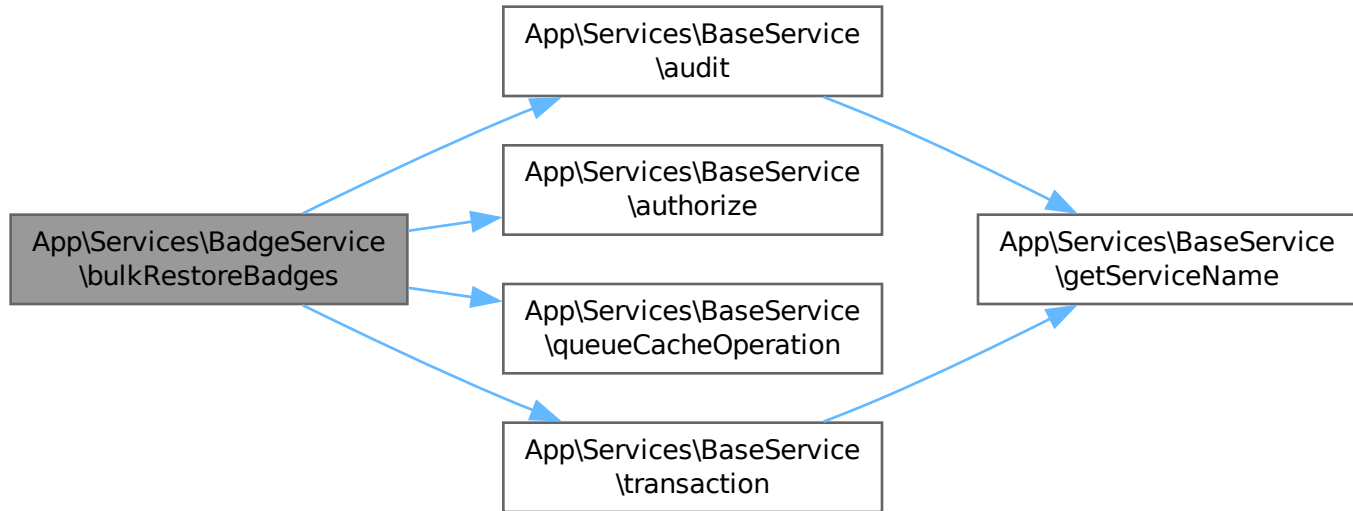 App\Services\BaseService
\audit
App\Services\BaseService
\authorize
App\Services\BadgeService
\bulkRestoreBadges
App\Services\BaseService
\getServiceName
App\Services\BaseService
\queueCacheOperation
App\Services\BaseService
\transaction